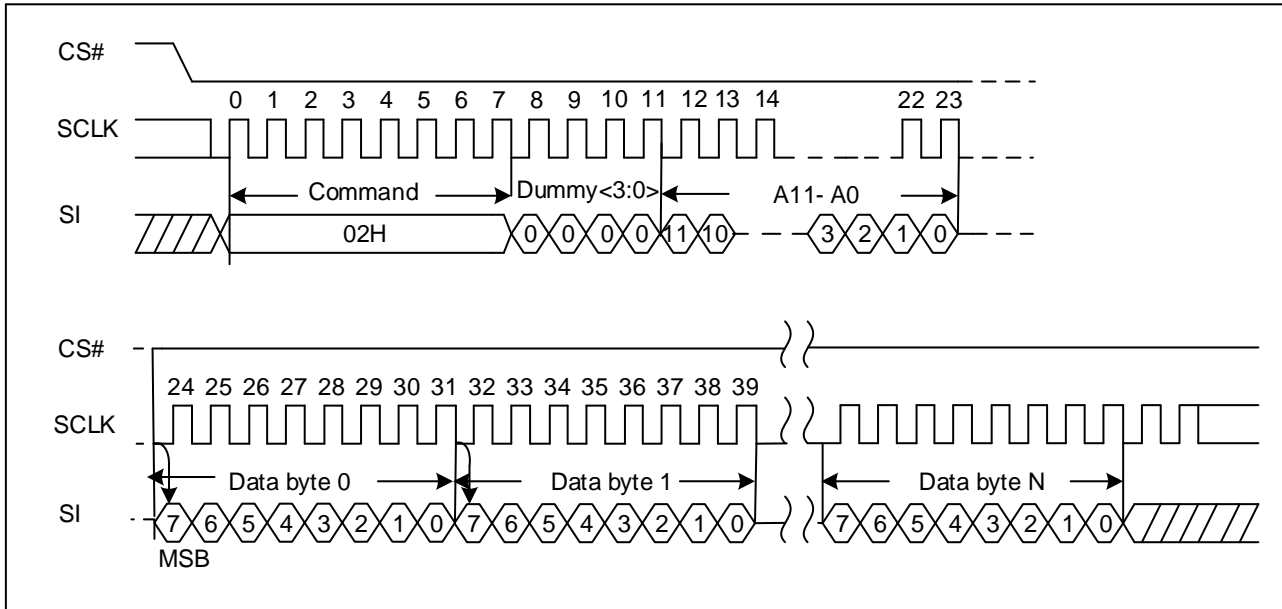 CS#
0 1 2 3 4 5 6 7 8 9 10 11 12 13 14 22 23
SCLK
Command Dummy<3:0> A11- A0
SI
02H 0 0 0 0 11 10 3 2 1 0
CS#
24 25 26 27 28 29 30 31 32 33 34 35 36 37 38 39
SCLK
Data byte 0 Data byte 1 Data byte N
SI
7 6 5 4 3 2 1 0 7 6 5 4 3 2 1 0 7 6 5 4 3 2 1 0
MSB